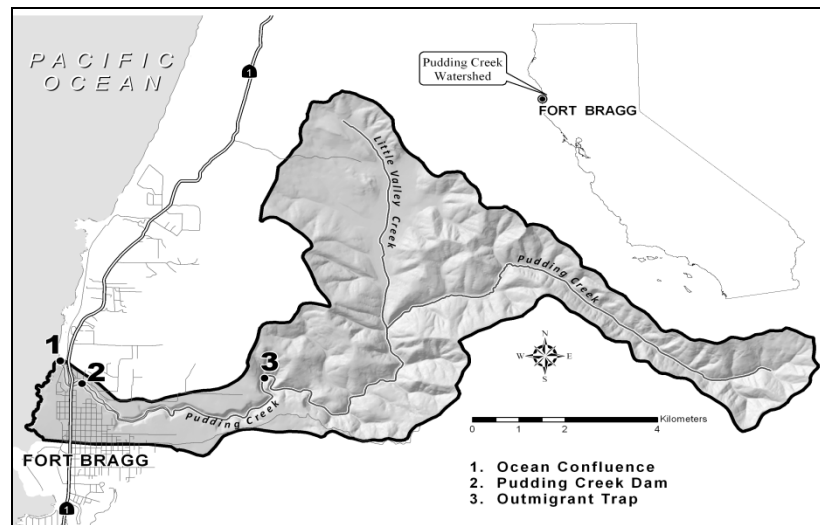 PACIFIC
OCEAN
1
Pudding Creek
Watershed
FORT BRAGG
Little Valley Creek
Pudding Creek
1
2
3
Pudding Creek
N
W E
S
Kilometers
0 1 2 4
FORT BRAGG
1. Ocean Confluence
2. Pudding Creek Dam
3. Outmigrant Trap
1